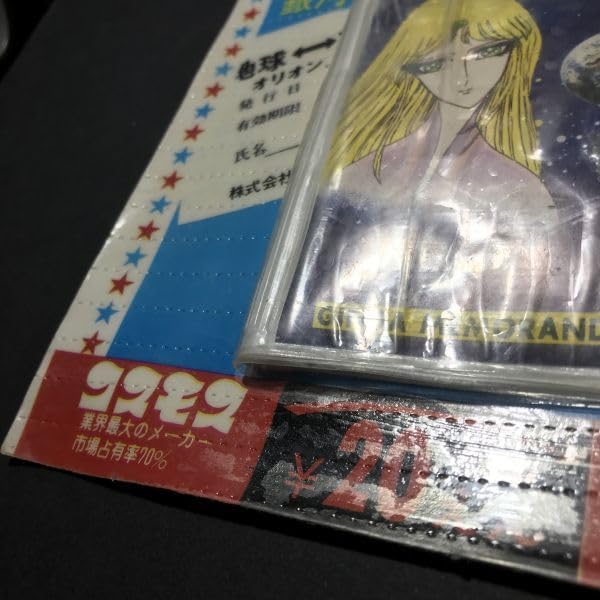 地球↔
オリオン
発行日
有効期限
氏名
株式会社
コスモス
業界最大のメーカー
市場占有率70%
¥20